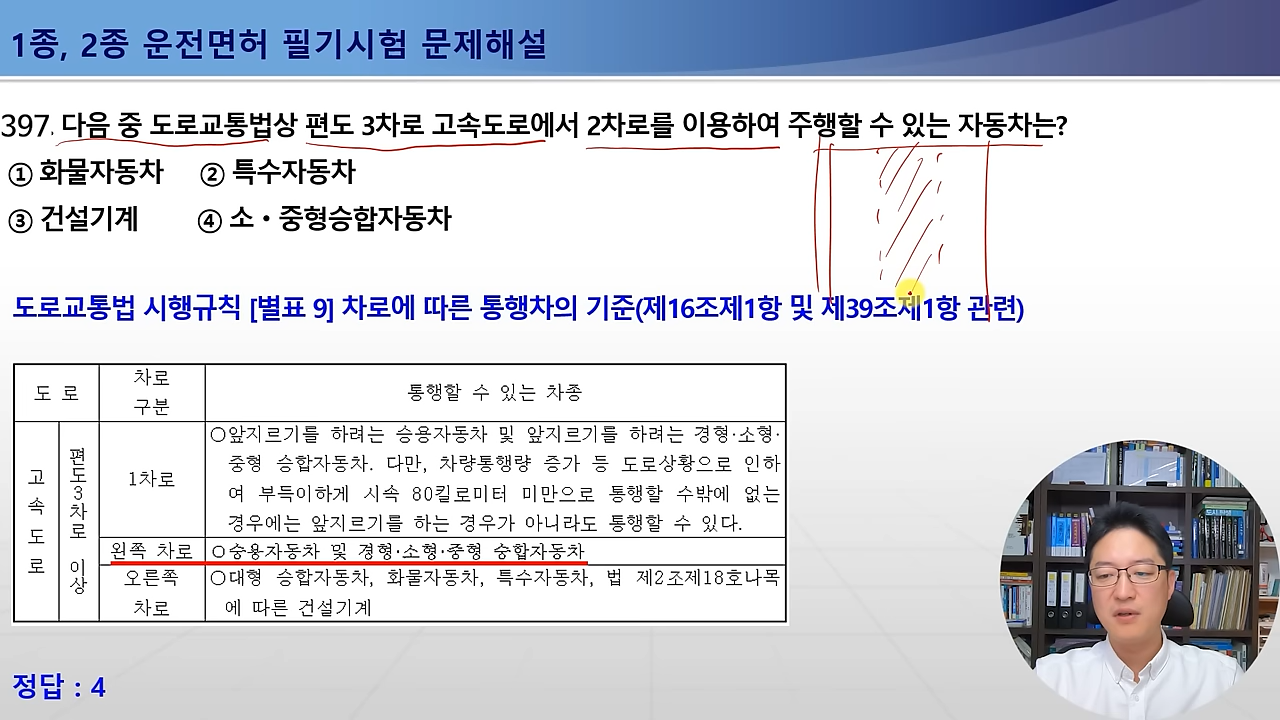 1종, 2종 운전면허 필기시험 문제해설
397. 다음 중 도로교통법상 편도 3차로 고속도로에서 2차로를 이용하여 주행할 수 있는 자동차는?
① 화물자동차 ② 특수자동차
③ 건설기계 ④ 소・중형승합자동차
도로교통법 시행규칙 [별표 9] 차로에 따른 통행차의 기준(제16조제1항 및 제39조제1항 관련)
도 로
차로
구분
통행할 수 있는 차종
고속도로
편도3차로 이상
1차로
○앞지르기를 하려는 승용자동차 및 앞지르기를 하려는 경형·소형·
중형 승합자동차. 다만, 차량통행량 증가 등 도로상황으로 인하
여 부득이하게 시속 80킬로미터 미만으로 통행할 수밖에 없는
경우에는 앞지르기를 하는 경우가 아니라도 통행할 수 있다.
왼쪽 차로
○승용자동차 및 경형·소형·중형 승합자동차
오른쪽
차로
○대형 승합자동차, 화물자동차, 특수자동차, 법 제2조제18호나목
에 따른 건설기계
정답 : 4